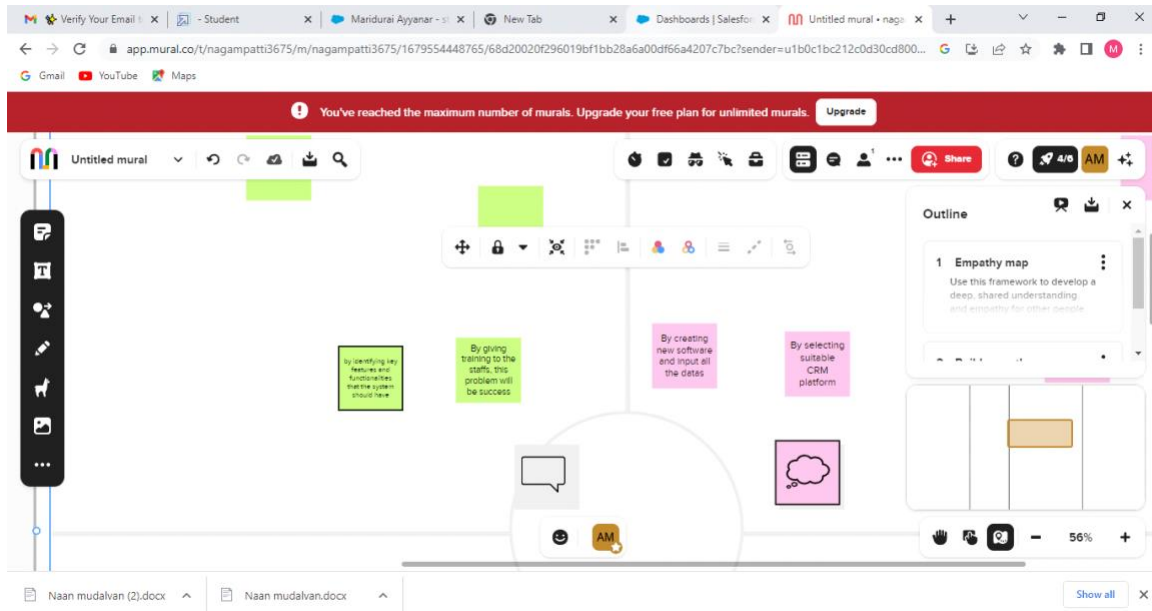 Verify Your Email t
- Student
Maridurai Ayyanar - s
New Tab
Dashboards | Salesfo
Untitled mural • naga
app.mural.co/t/nagampatti3675/m/nagampatti3675/1679554448765/68d20020f296019bf1bb28a6a00df66a4207c7bc?sender=u1b0c1bc212c0d30cd800...
M
Gmail
YouTube
Maps
You've reached the maximum number of murals. Upgrade your free plan for unlimited murals.
Upgrade
Untitled mural
1
Share
4/6
AM
Outline
1 Empathy map
Use this framework to develop a
deep, shared understanding
and empathy for other people
by identifying key
features and
functionalities
that the system
should have
By giving
training to the
staffs, this
problem will
be success
By creating
new software
and input all
the datas
By selecting
suitable
CRM
platform
AM
56%
Naan mudalvan (2).docx
Naan mudalvan.docx
Show all